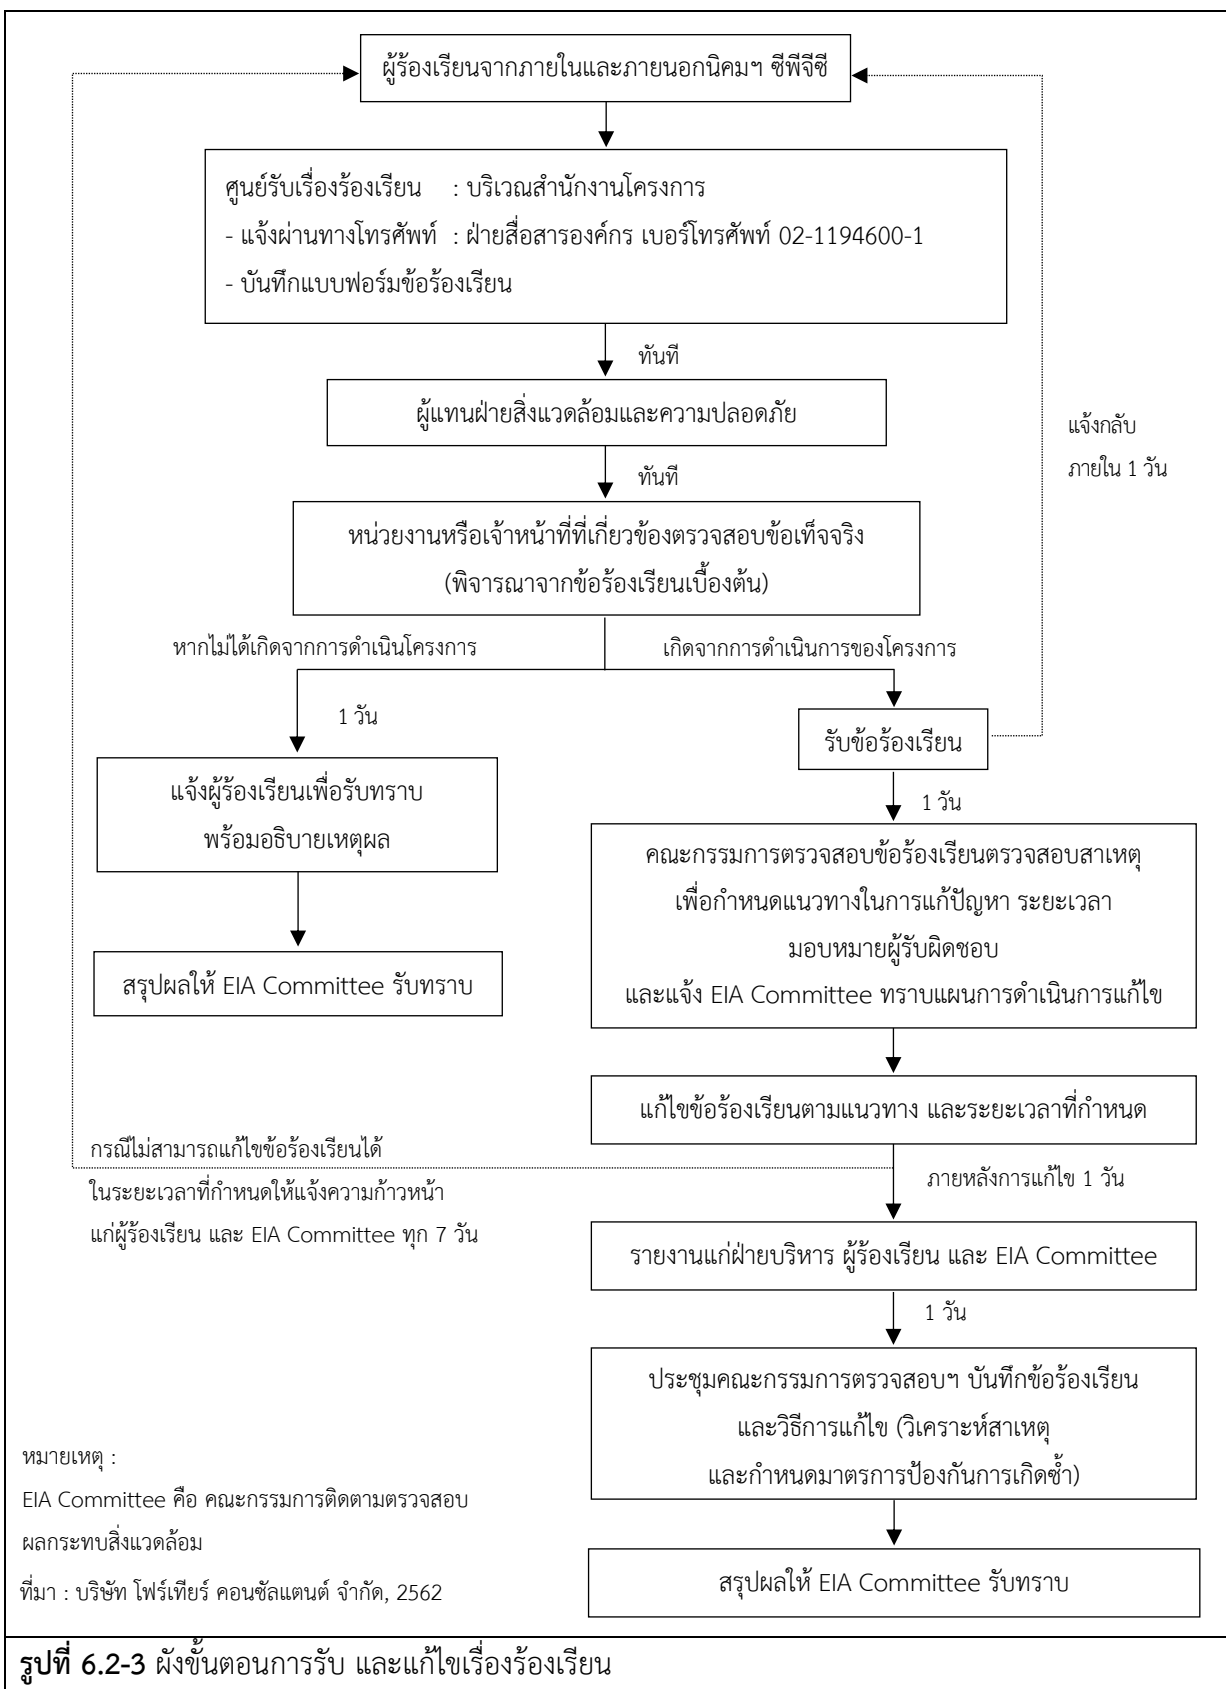 ผู้ร้องเรียนจากภายในและภายนอกนิคมฯ ซีพีจีซี
ศูนย์รับเรื่องร้องเรียน : บริเวณสำนักงานโครงการ
- แจ้งผ่านทางโทรศัพท์ : ฝ่ายสื่อสารองค์กร เบอร์โทรศัพท์ 02-1194600-1
- บันทึกแบบฟอร์มข้อร้องเรียน
ทันที
ผู้แทนฝ่ายสิ่งแวดล้อมและความปลอดภัย
แจ้งกลับ
ภายใน 1 วัน
ทันที
หน่วยงานหรือเจ้าหน้าที่ที่เกี่ยวข้องตรวจสอบข้อเท็จจริง
(พิจารณาจากข้อร้องเรียนเบื้องต้น)
หากไม่ได้เกิดจากการดำเนินโครงการ
เกิดจากการดำเนินการของโครงการ
1 วัน
รับข้อร้องเรียน
แจ้งผู้ร้องเรียนเพื่อรับทราบ
พร้อมอธิบายเหตุผล
1 วัน
คณะกรรมการตรวจสอบข้อร้องเรียนตรวจสอบสาเหตุ
เพื่อกำหนดแนวทางในการแก้ปัญหา ระยะเวลา
มอบหมายผู้รับผิดชอบ
และแจ้ง EIA Committee ทราบแผนการดำเนินการแก้ไข
สรุปผลให้ EIA Committee รับทราบ
แก้ไขข้อร้องเรียนตามแนวทาง และระยะเวลาที่กำหนด
กรณีไม่สามารถแก้ไขข้อร้องเรียนได้
ในระยะเวลาที่กำหนดให้แจ้งความก้าวหน้า
แก่ผู้ร้องเรียน และ EIA Committee ทุก 7 วัน
ภายหลังการแก้ไข 1 วัน
รายงานแก่ฝ่ายบริหาร ผู้ร้องเรียน และ EIA Committee
1 วัน
ประชุมคณะกรรมการตรวจสอบฯ บันทึกข้อร้องเรียน
และวิธีการแก้ไข (วิเคราะห์สาเหตุ
และกำหนดมาตรการป้องกันการเกิดซ้ำ)
สรุปผลให้ EIA Committee รับทราบ
หมายเหตุ :
EIA Committee คือ คณะกรรมการติดตามตรวจสอบ
ผลกระทบสิ่งแวดล้อม
ที่มา : บริษัท โฟร์เทียร์ คอนซัลแตนต์ จำกัด, 2562
รูปที่ 6.2-3 ผังขั้นตอนการรับ และแก้ไขเรื่องร้องเรียน